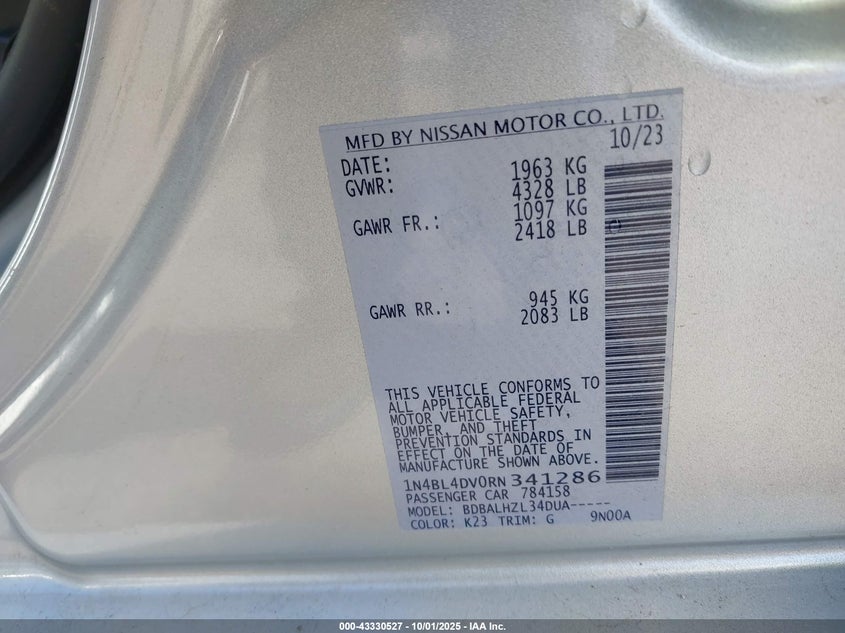 MFD BY NISSAN MOTOR CO., LTD.
DATE: 10/23
GVWR: 1963 KG
4328 LB
GAWR FR.: 1097 KG
2418 LB
GAWR RR.: 945 KG
2083 LB
THIS VEHICLE CONFORMS TO
ALL APPLICABLE FEDERAL
MOTOR VEHICLE SAFETY,
BUMPER, AND THEFT
PREVENTION STANDARDS IN
EFFECT ON THE DATE OF
MANUFACTURE SHOWN ABOVE.
1N4BL4DV0RN341286
PASSENGER CAR 784158
MODEL: BDBALHZL34DUA-----
COLOR: K23 TRIM: G 9N00A
000-43330527 - 10/01/2025 - IAA Inc.